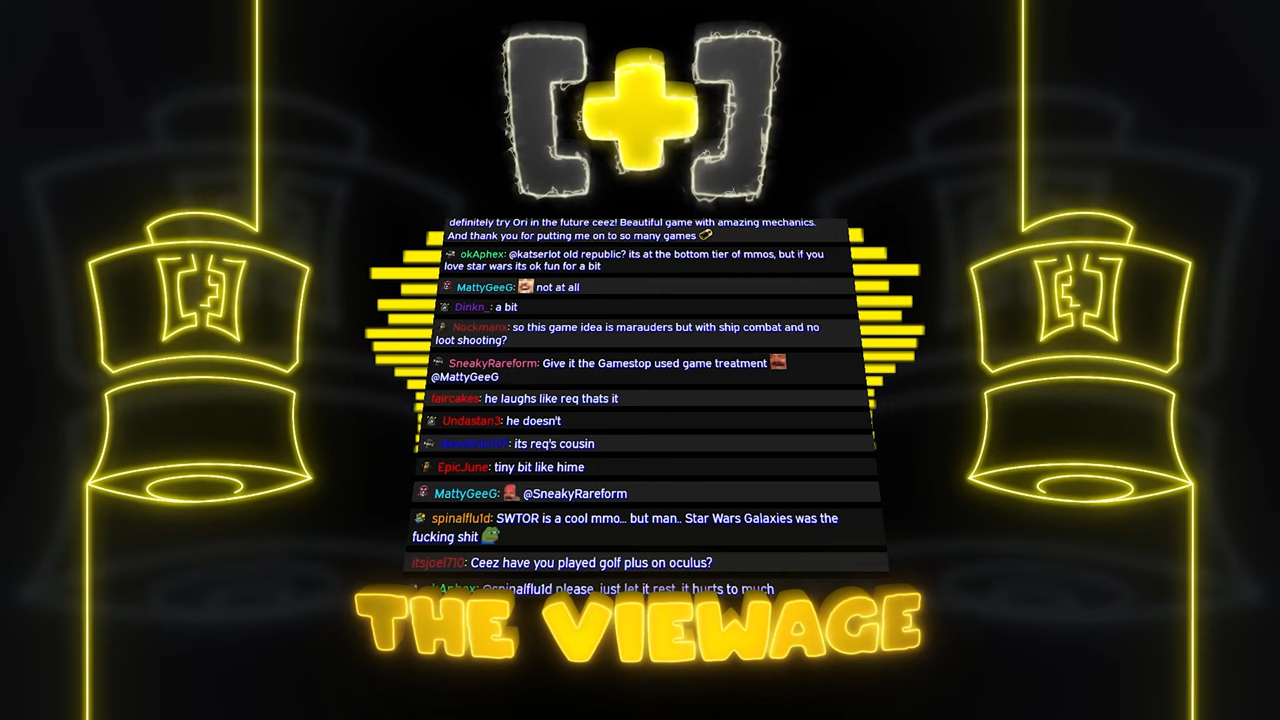 definitely try Ori in the future ceez! Beautiful game with amazing mechanics.
And thank you for putting me on to so many games
okAphex: @katserlot old republic? its at the bottom tier of mmos, but if you
love star wars its ok fun for a bit
MattyGeeG: not at all
Dinkn_: a bit
Nockmanx: so this game idea is marauders but with ship combat and no
loot shooting?
SneakyRareform: Give it the Gamestop used game treatment
@MattyGeeG
faircakes: he laughs like req thats it
Undastan3: he doesn't
: its req's cousin
EpicJune: tiny bit like hime
MattyGeeG: @SneakyRareform
spinalflu1d: SWTOR is a cool mmo... but man.. Star Wars Galaxies was the
fucking shit
itsjoel710: Ceez have you played golf plus on oculus?
kAphex: @spinalflu1d please, just let it rest, it hurts to much
THE VIEWAGE